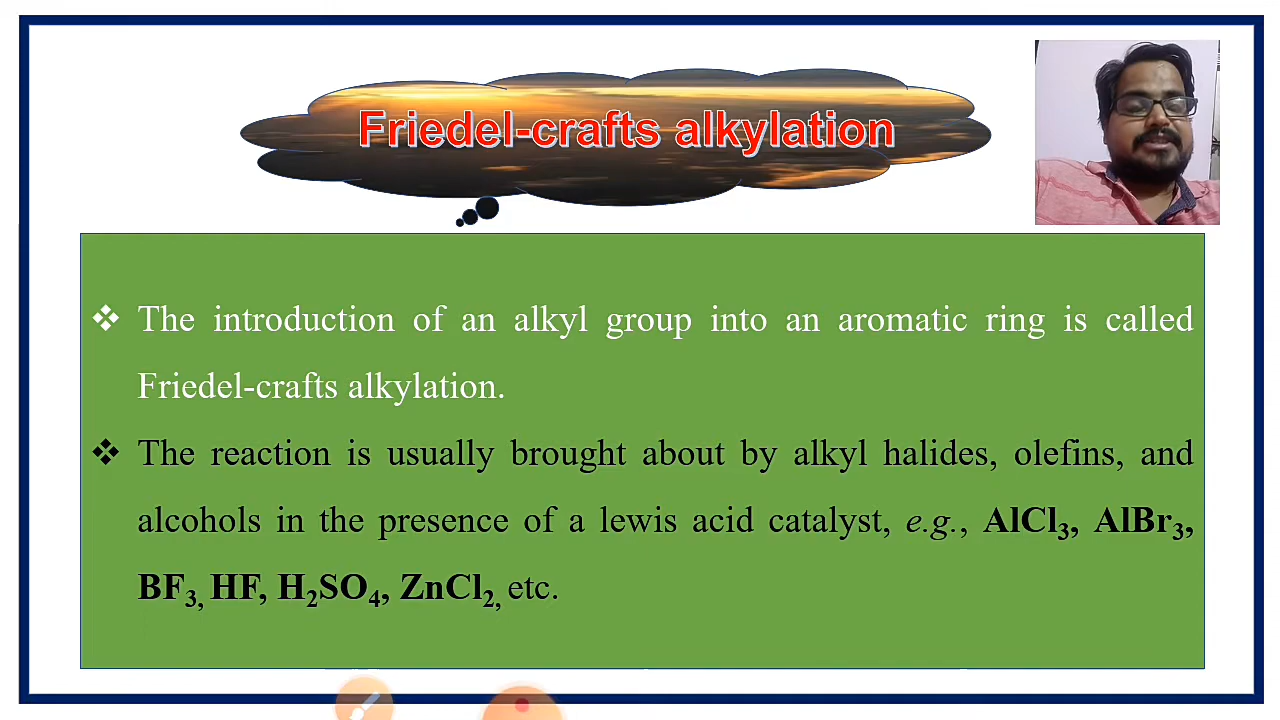 Friedel-crafts alkylation
❖ The introduction of an alkyl group into an aromatic ring is called
Friedel-crafts alkylation.
❖ The reaction is usually brought about by alkyl halides, olefins, and
alcohols in the presence of a lewis acid catalyst, e.g., AlCl₃, AlBr₃,
BF₃, HF, H₂SO₄, ZnCl₂, etc.